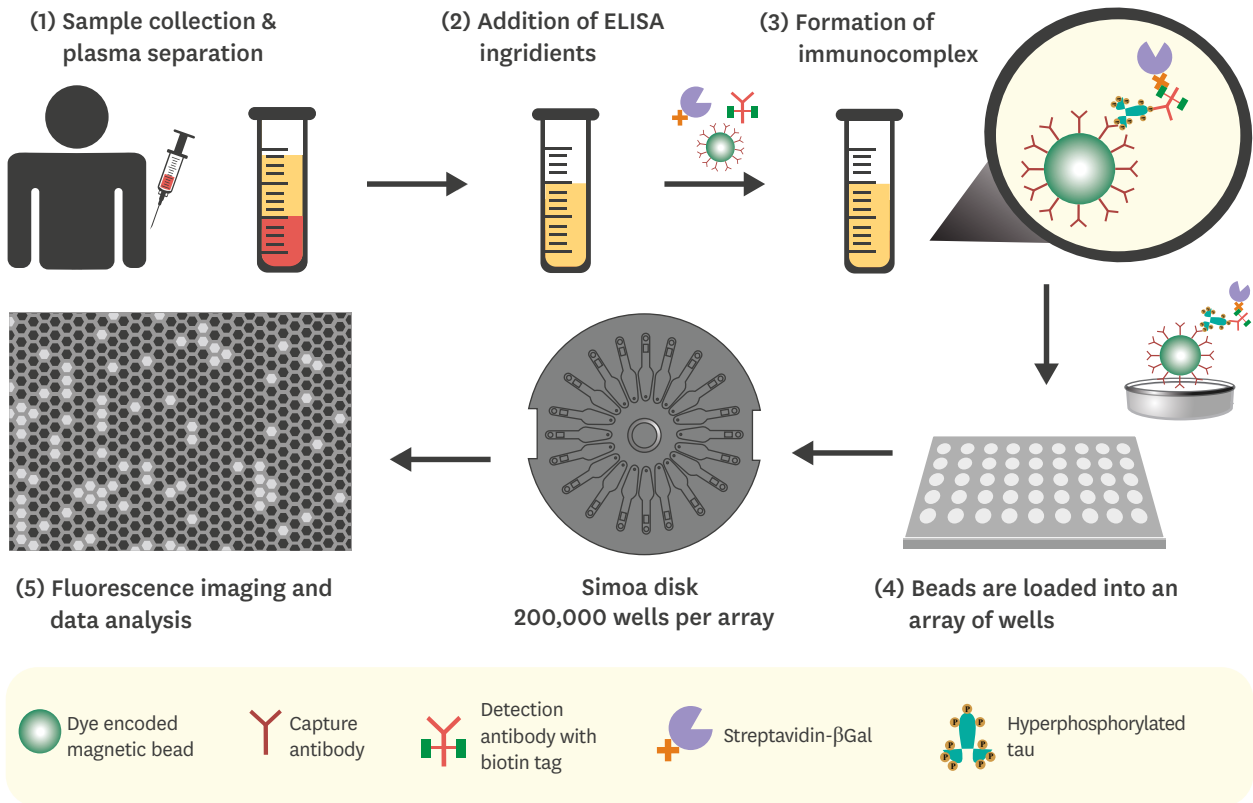 (1) Sample collection &
plasma separation
(2) Addition of ELISA
ingridients
(3) Formation of
immunocomplex
(5) Fluorescence imaging and
data analysis
Simoa disk
200,000 wells per array
(4) Beads are loaded into an
array of wells
Dye encoded
magnetic bead
Capture
antibody
Detection
antibody with
biotin tag
Streptavidin-βGal
P
P
P
P
P
P
P
P
P
Hyperphosphorylated
tau